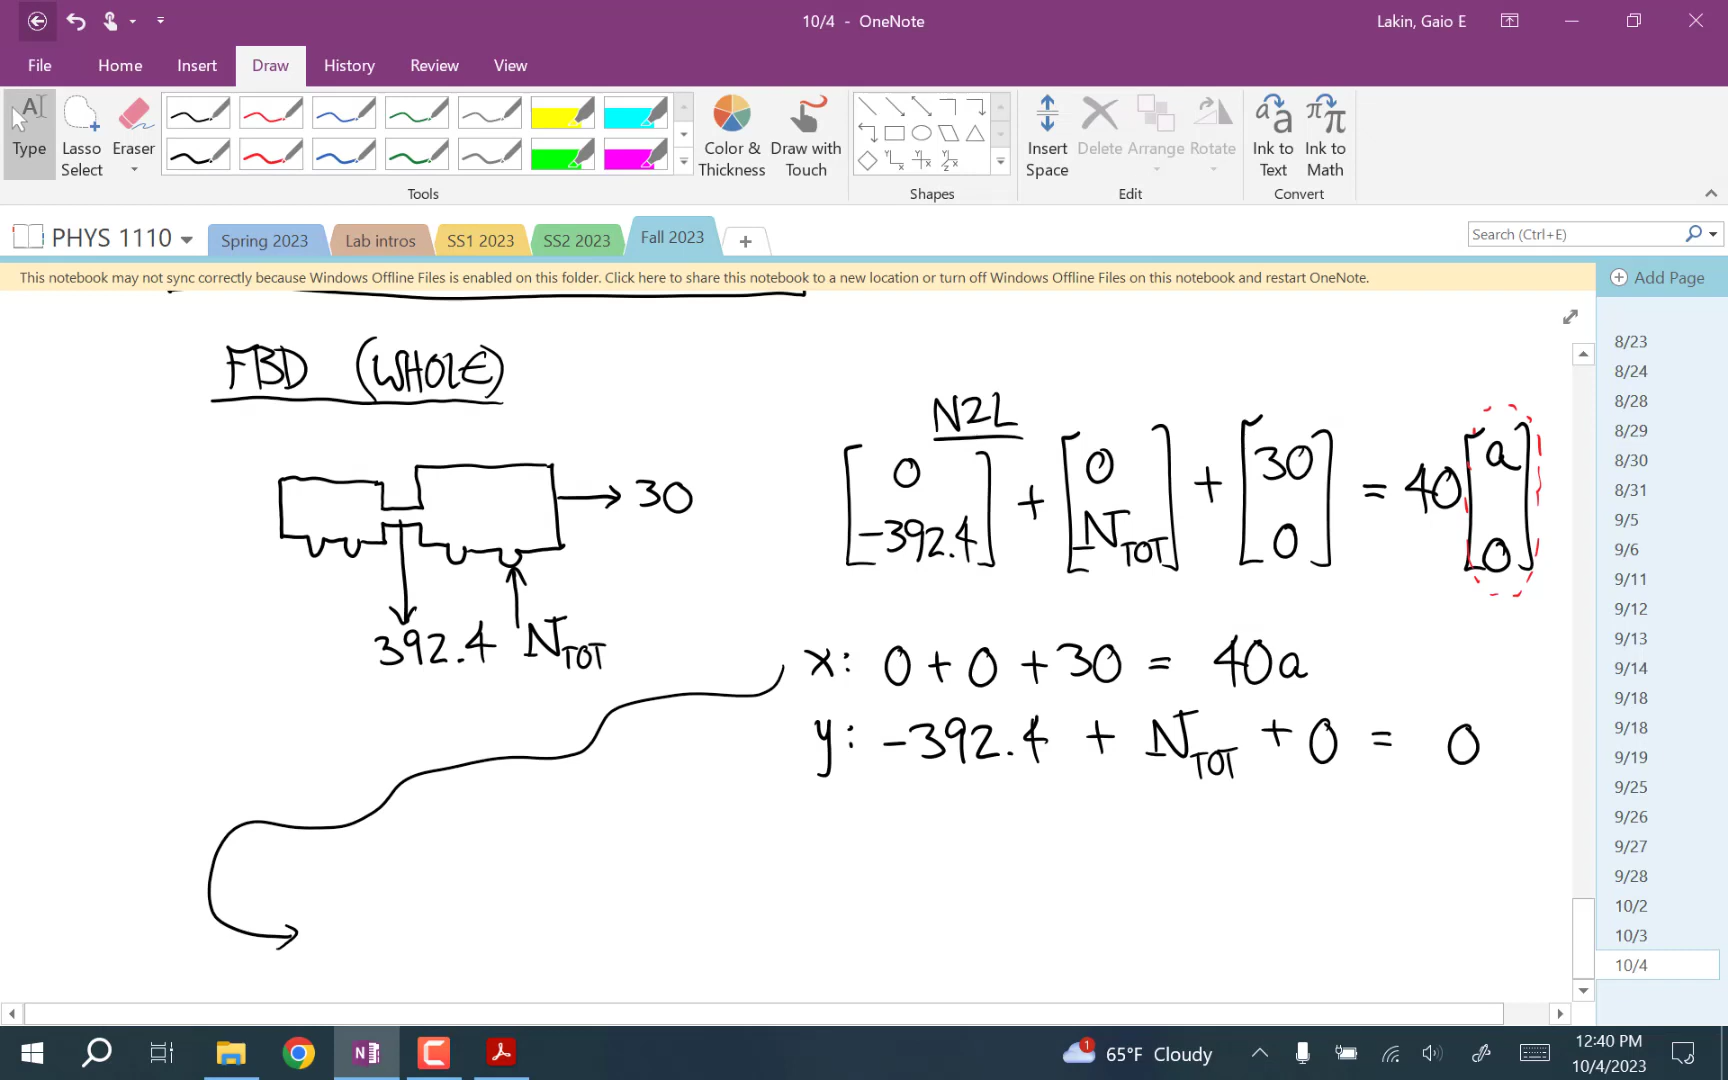 10/4 - OneNote
Lakin, Gaio E
File Home Insert Draw History Review View
Type
Lasso Select
Eraser
Color & Thickness
Draw with Touch
Insert Space
Delete Arrange Rotate
Ink to Text
Ink to Math
Tools Shapes Edit Convert
PHYS 1110 Spring 2023 Lab intros SS1 2023 SS2 2023 Fall 2023
Search (Ctrl+E)
This notebook may not sync correctly because Windows Offline Files is enabled on this folder. Click here to share this notebook to a new location or turn off Windows Offline Files on this notebook and restart OneNote.
Add Page
8/23
8/24
8/28
8/29
8/30
8/31
9/5
9/6
9/11
9/12
9/13
9/14
9/18
9/18
9/19
9/25
9/26
9/27
9/28
10/2
10/3
10/4
FBD (WHOLE)
30
392.4 N_TOT
N2L
[0 -392.4] + [0 N_TOT] + [30 0] = 40 [a 0]
x: 0 + 0 + 30 = 40a
y: -392.4 + N_TOT + 0 = 0
1
65°F Cloudy
12:40 PM
10/4/2023